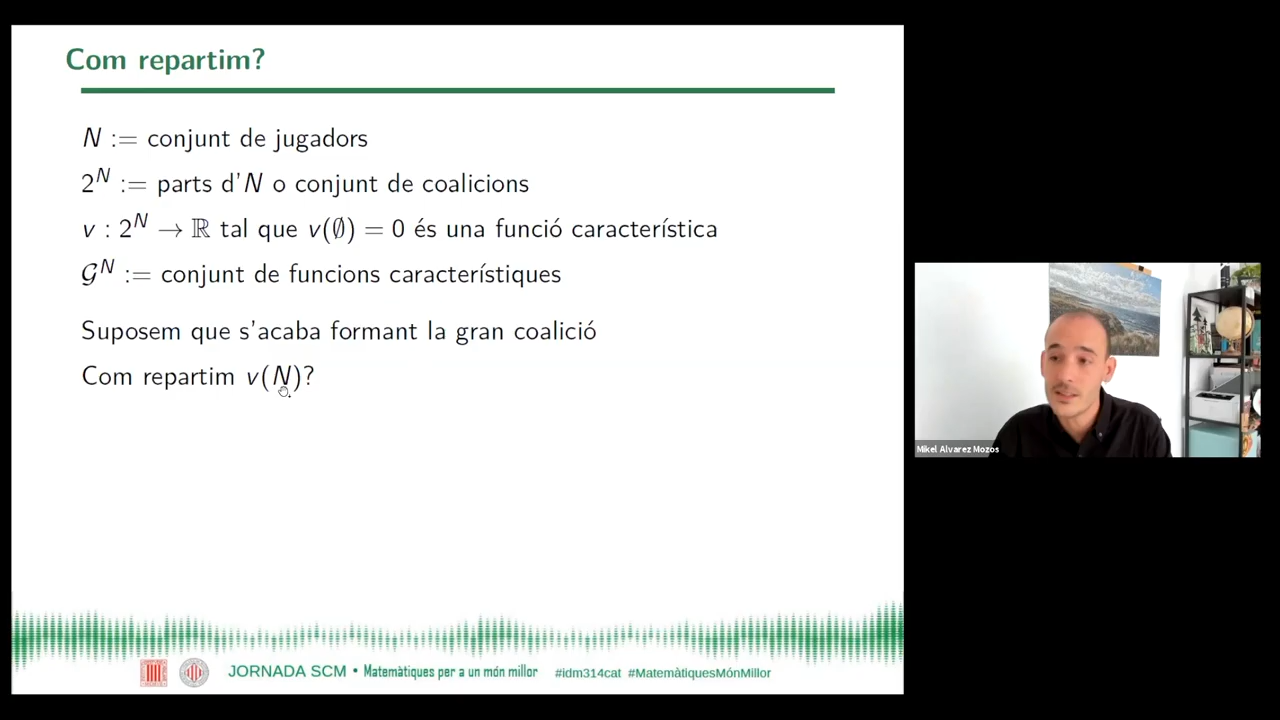 Com repartim?
N := conjunt de jugadors
2^N := parts d'N o conjunt de coalicions
v : 2^N → ℝ tal que v(∅) = 0 és una funció característica
𝒢^N := conjunt de funcions característiques
Suposem que s'acaba formant la gran coalició
Com repartim v(N)?
Mikel Alvarez Mozos
JORNADA SCM • Matemàtiques per a un món millor #idm314cat #MatemàtiquesMónMillor